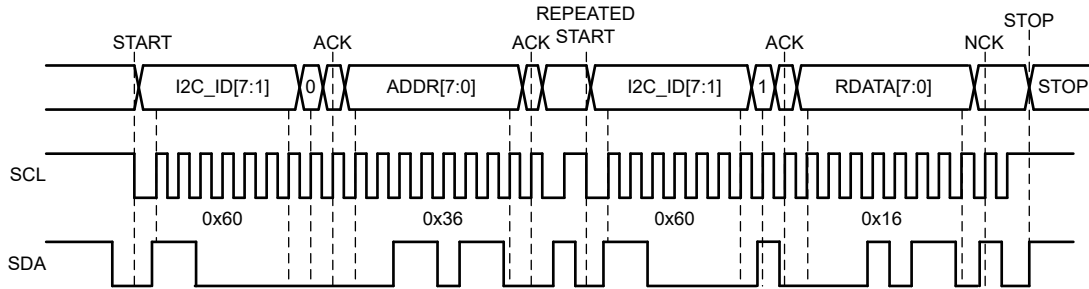 REPEATED
START
STOP
START
ACK
ACK
ACK
NCK
I2C_ID[7:1]
0
ADDR[7:0]
I2C_ID[7:1]
1
RDATA[7:0]
STOP
SCL
0x60
0x36
0x60
0x16
SDA